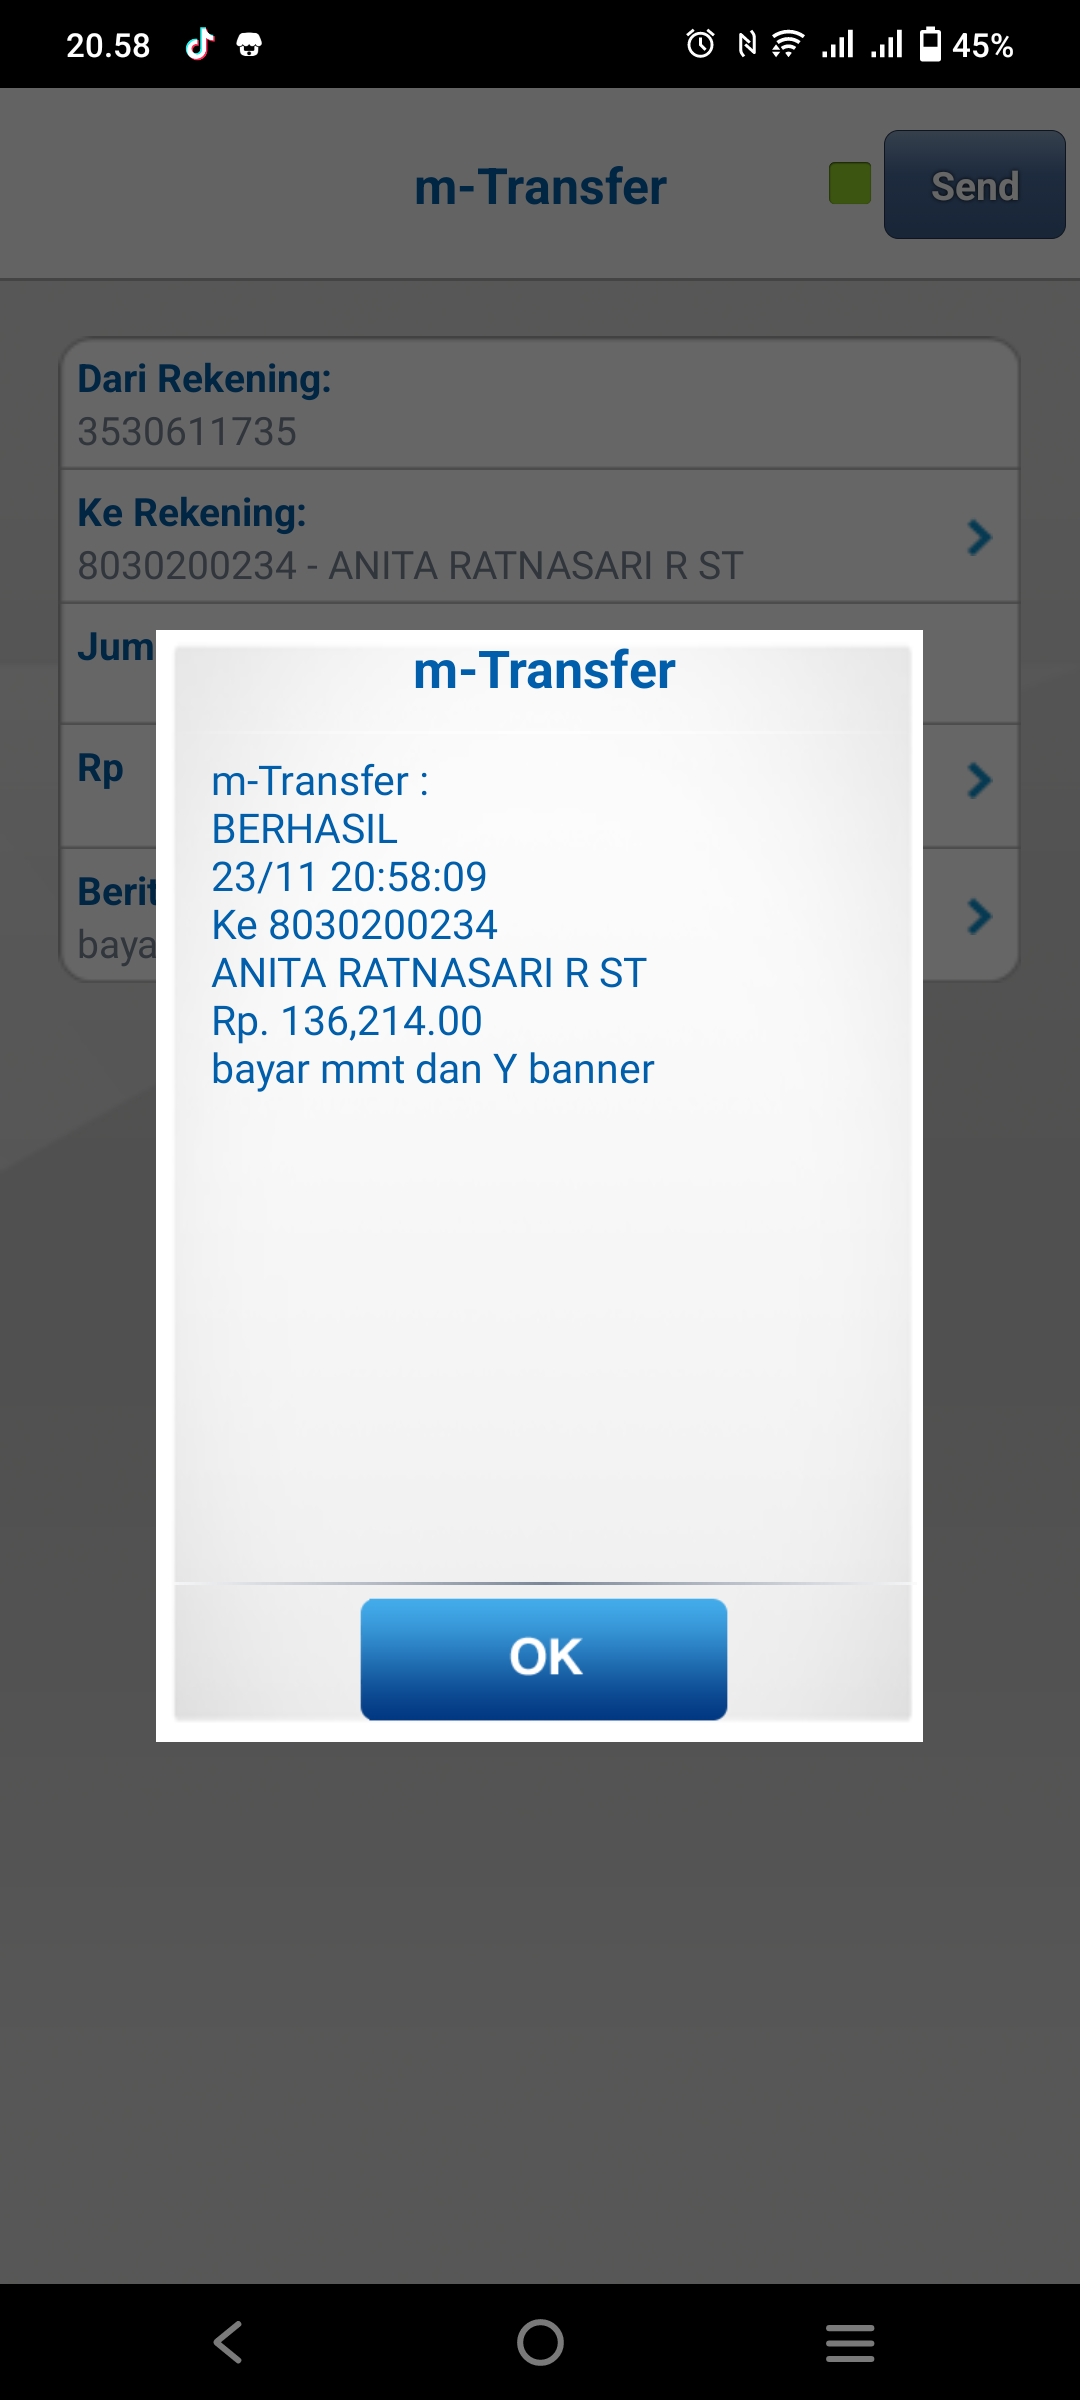 20.58
45%
m-Transfer
Send
Dari Rekening:
3530611735
Ke Rekening:
8030200234 - ANITA RATNASARI R ST
Jum
Rp
Berit
baya
m-Transfer
m-Transfer :
BERHASIL
23/11 20:58:09
Ke 8030200234
ANITA RATNASARI R ST
Rp. 136,214.00
bayar mmt dan Y banner
OK